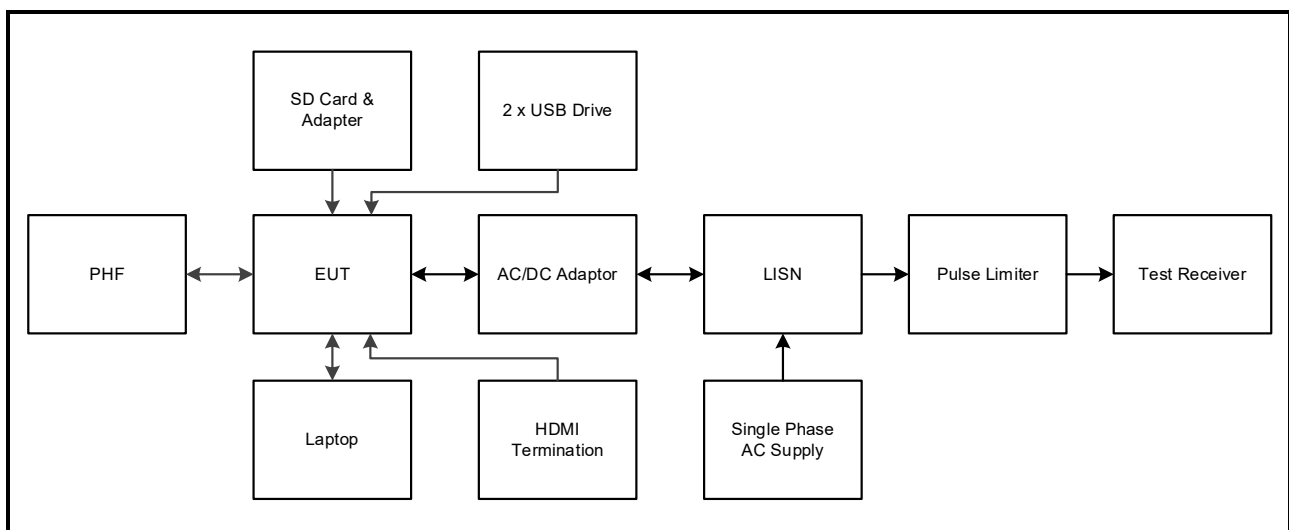 SD Card &
Adapter
2 x USB Drive
PHF
EUT
AC/DC Adaptor
LISN
Pulse Limiter
Test Receiver
Laptop
HDMI
Termination
Single Phase
AC Supply